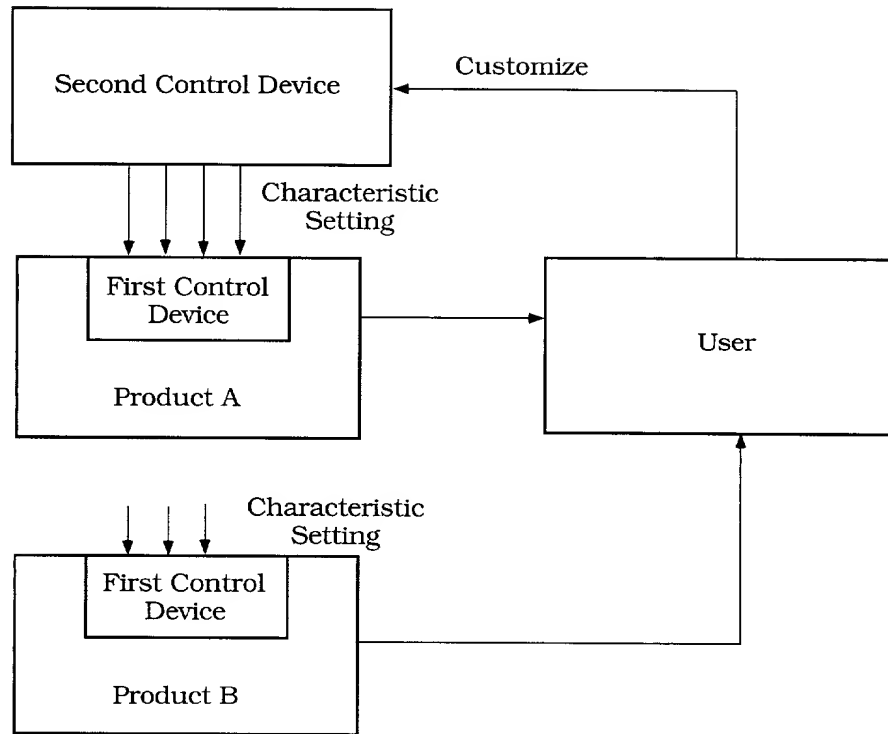 Customize
Second Control Device
Characteristic
Setting
First Control
Device
Product A
User
Characteristic
Setting
First Control
Device
Product B